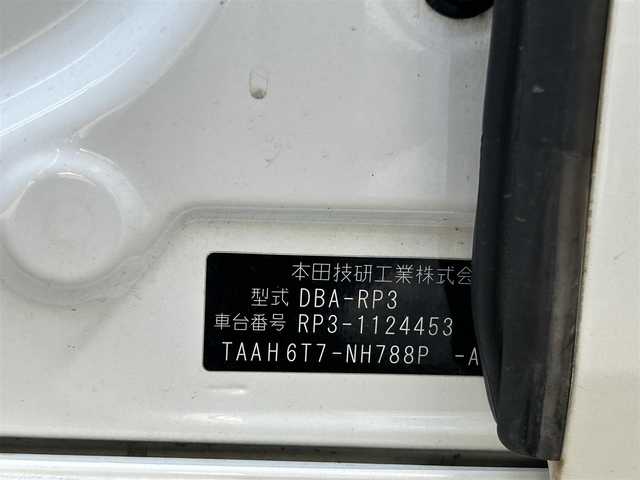 本田技研工業株式会
型式 DBA-RP3
車台番号 RP3-1124453
TAAH6T7-NH788P -A